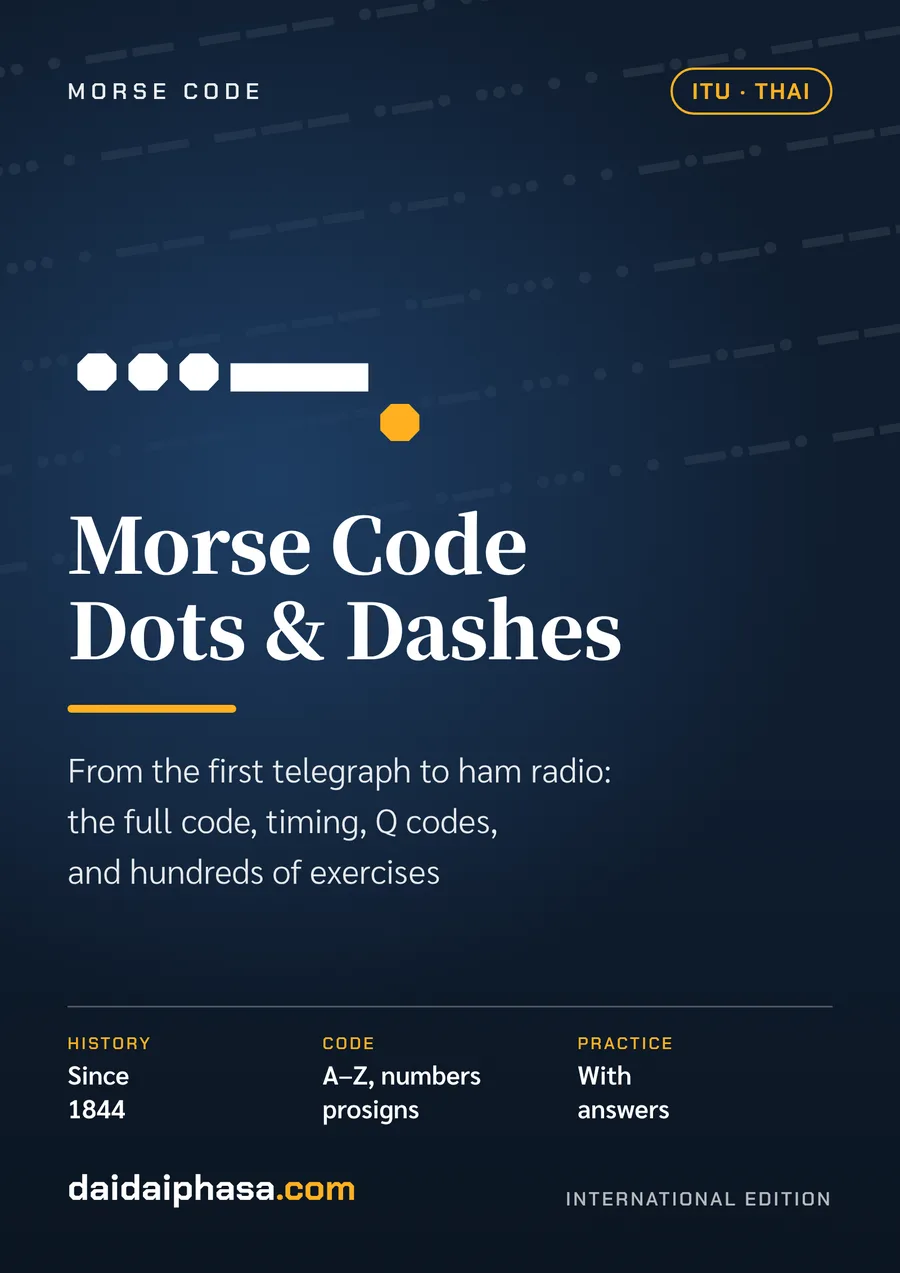 MORSE CODE
ITU · THAI
Morse Code
Dots & Dashes
From the first telegraph to ham radio:
the full code, timing, Q codes,
and hundreds of exercises
HISTORY
Since
1844
CODE
A–Z, numbers
prosigns
PRACTICE
With
answers
daidaiphasa.com
INTERNATIONAL EDITION